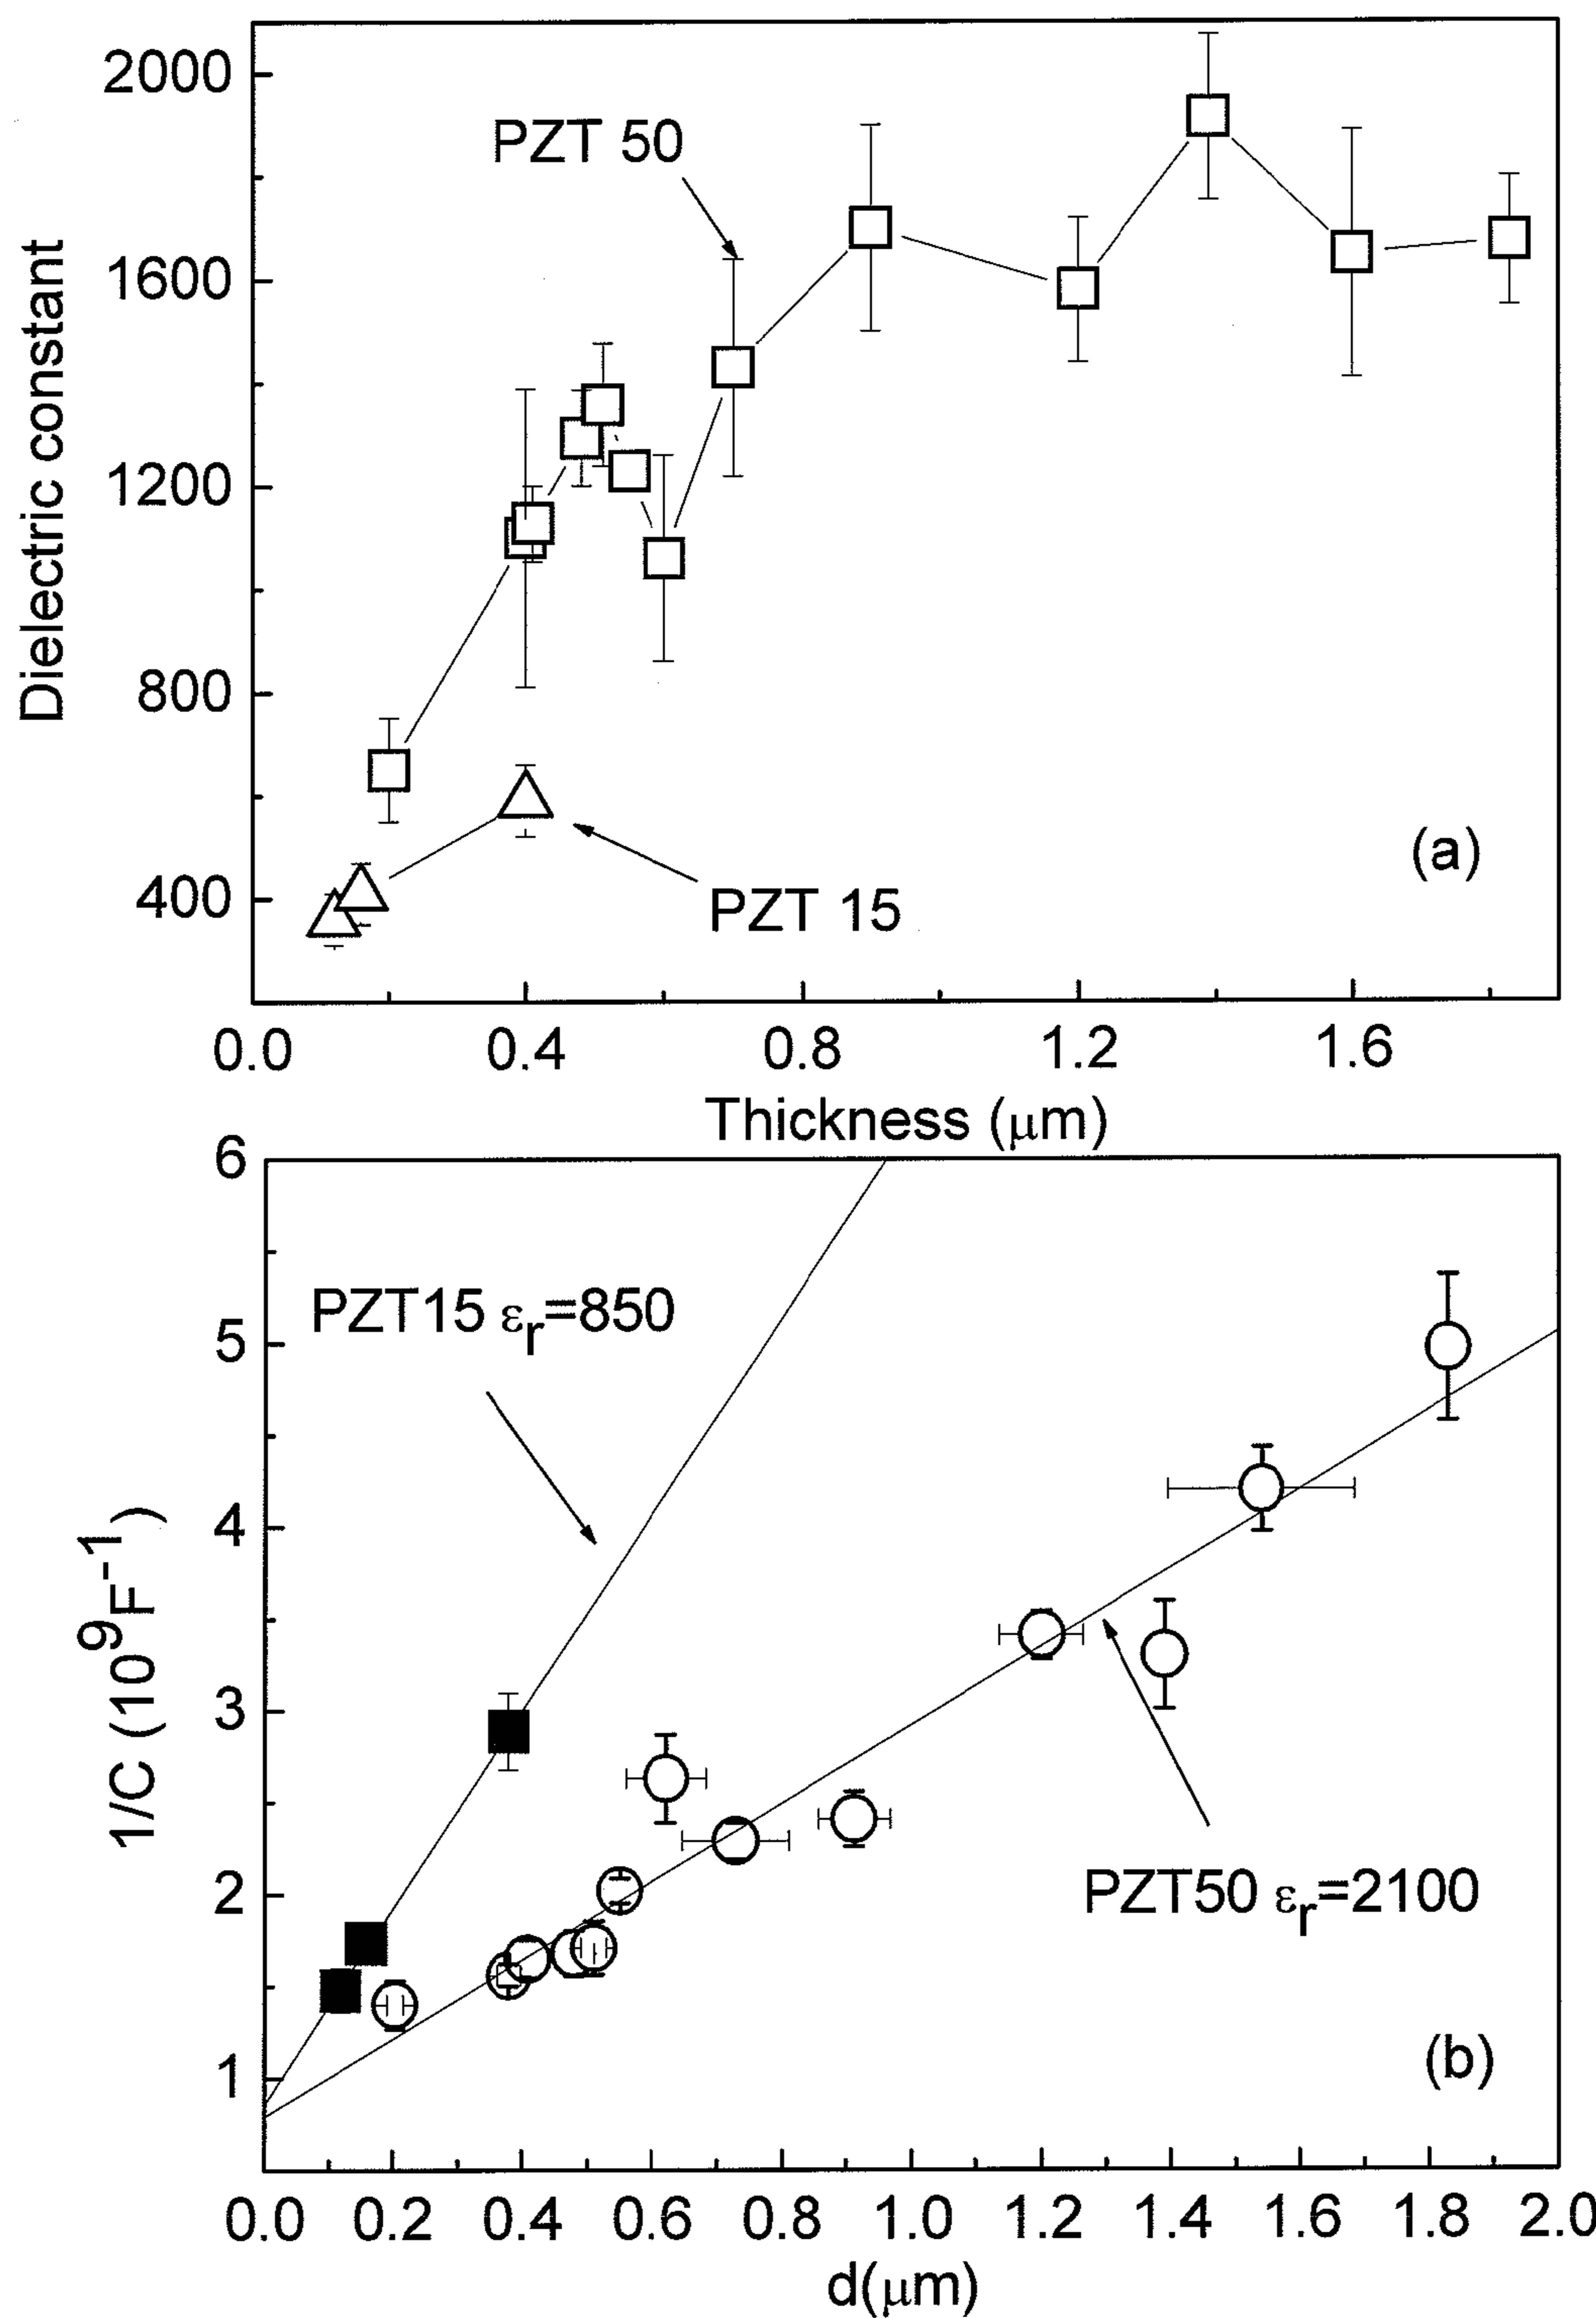 2000
PZT 50
1600
Dielectric constant
1200
800
(a)
400
PZT 15
0.0 0.4 0.8 1.2 1.6
Thickness (μm)
6
PZT15 εr=850
5
4
1/C (10⁹F⁻¹)
3
2
PZT50 εr=2100
1
(b)
0.0 0.2 0.4 0.6 0.8 1.0 1.2 1.4 1.6 1.8 2.0
d(μm)